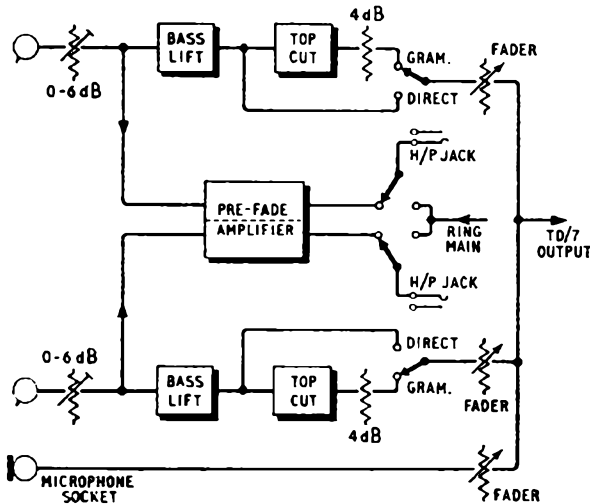 0-6dB
BASS
LIFT
TOP
CUT
4dB
GRAM.
DIRECT
FADER
H/P JACK
PRE-FADE
AMPLIFIER
RING
MAIN
TD/7
OUTPUT
H/P JACK
0-6dB
BASS
LIFT
TOP
CUT
4dB
DIRECT
GRAM.
FADER
MICROPHONE
SOCKET
FADER